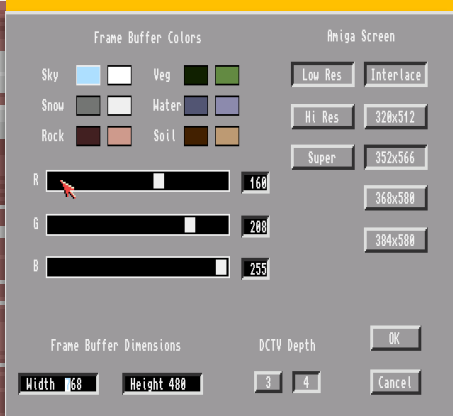 Frame Buffer Colors
Amiga Screen
Sky
Veg
Low Res
Interlace
Snow
Water
Hi Res
320x512
Rock
Soil
Super
352x566
R
160
368x580
G
208
384x580
B
255
OK
Frame Buffer Dimensions
DCTV Depth
3
4
Cancel
Width 68
Height 480